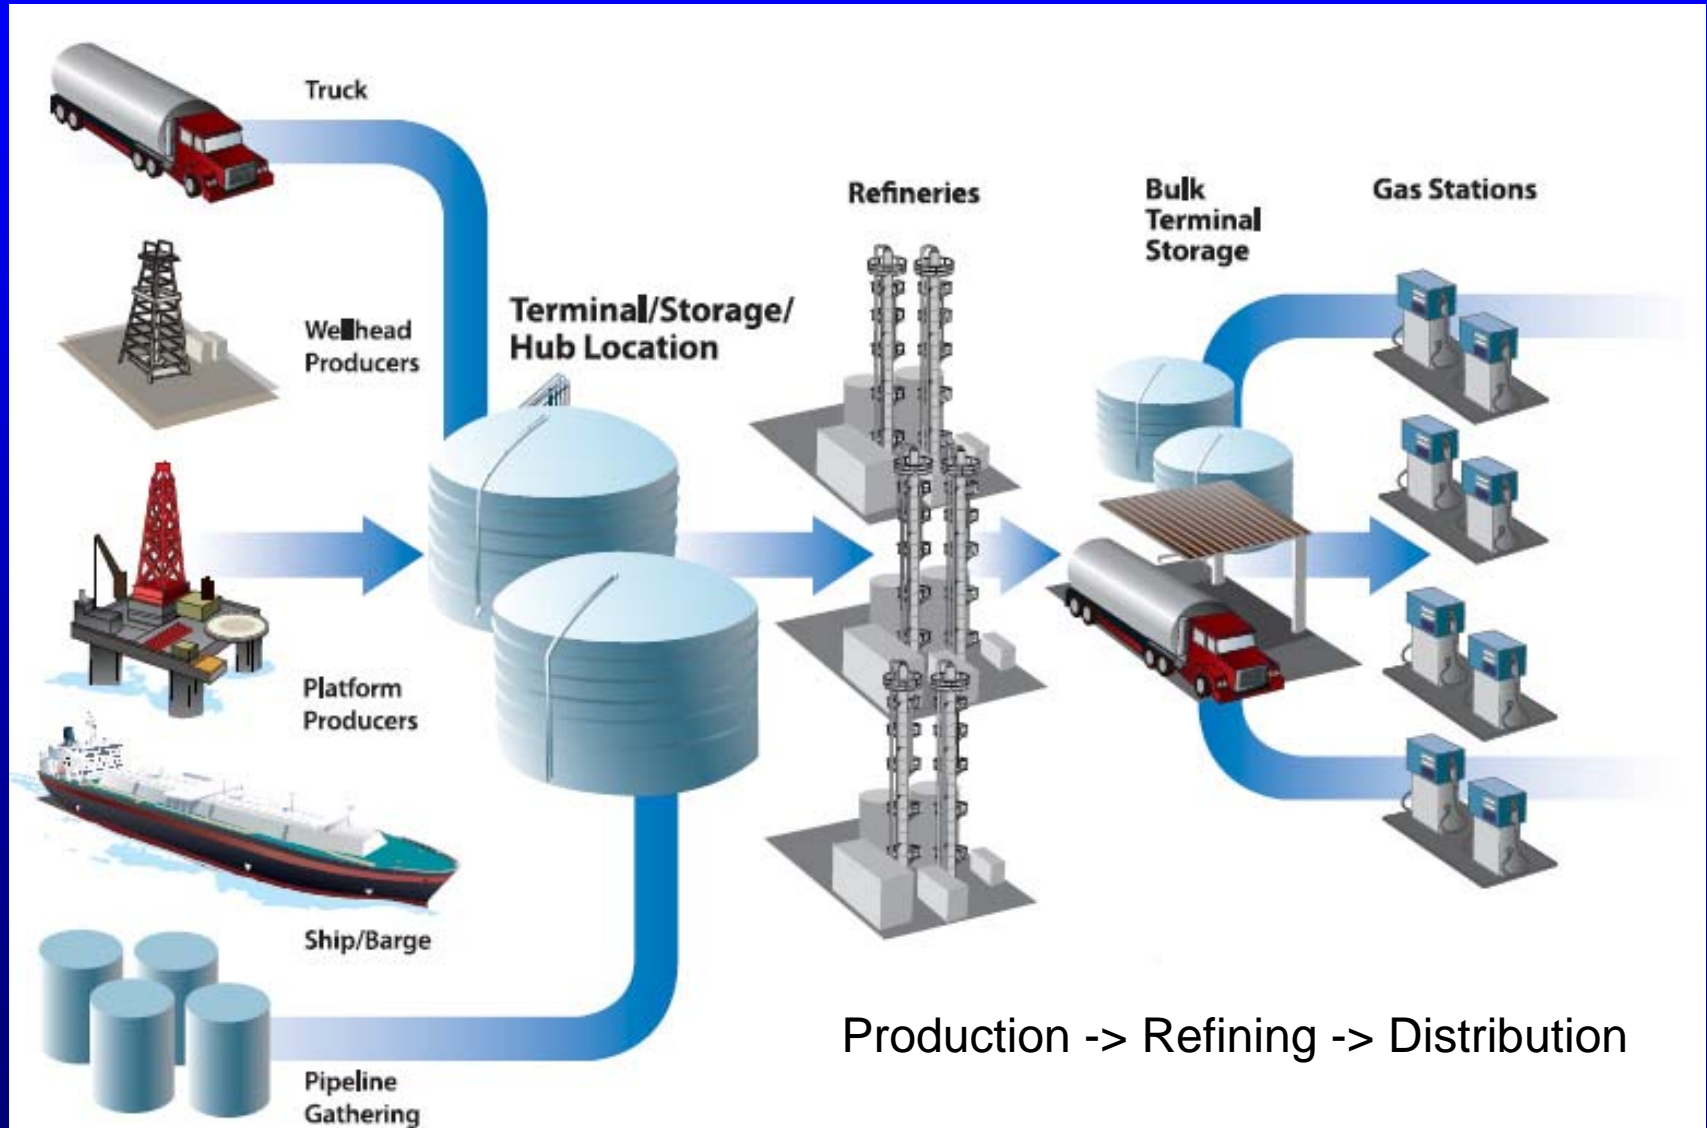 Truck
Wellhead
Producers
Terminal/Storage/
Hub Location
Platform
Producers
Ship/Barge
Pipeline
Gathering
Refineries
Bulk
Terminal
Storage
Gas Stations
Production -> Refining -> Distribution